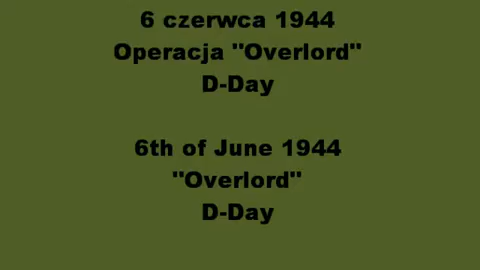 6 czerwca 1944
Operacja "Overlord"
D-Day
6th of June 1944
"Overlord"
D-Day